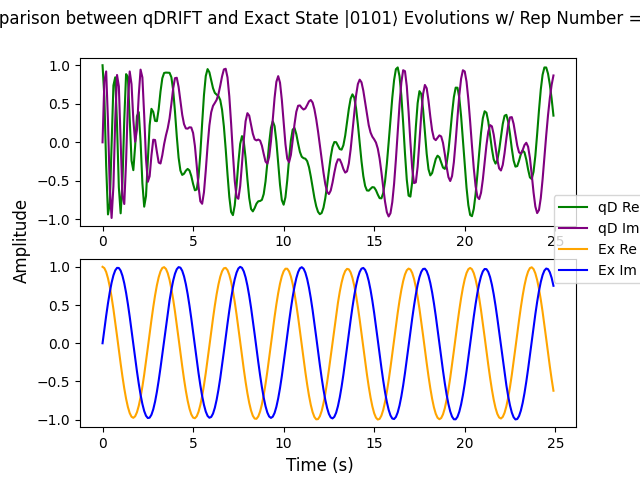 parison between qDRIFT and Exact State |0101⟩ Evolutions w/ Rep Number =
Amplitude
1.0
0.5
0.0
−0.5
−1.0
0 5 10 15 20 25
qD Re
qD Im
Ex Re
Ex Im
1.0
0.5
0.0
−0.5
−1.0
0 5 10 15 20 25
Time (s)